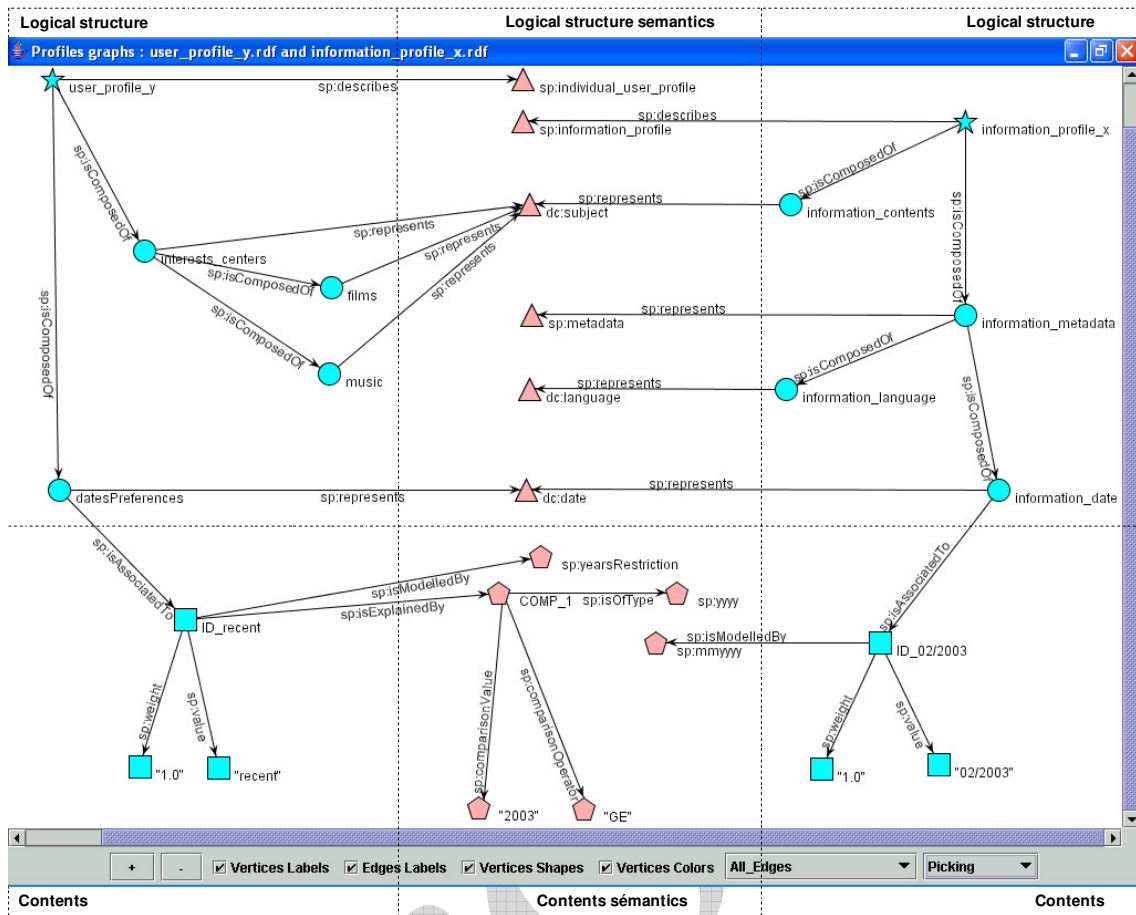 Logical structure
Logical structure semantics
Logical structure
Profiles graphs : user_profile_y.rdf and information_profile_x.rdf
user_profile_y
sp:describes
sp:individual_user_profile
sp:describes
sp:information_profile
information_profile_x
sp:isComposedOf
sp:isComposedOf
sp:represents
dc:subject
information_contents
sp:isComposedOf
sp:represents
sp:represents
sp:represents
interests_centers
sp:isComposedOf
films
sp:isComposedOf
sp:isComposedOf
music
sp:represents
sp:metadata
information_metadata
sp:isComposedOf
sp:represents
dc:language
information_language
sp:isComposedOf
datesPreferences
sp:represents
dc:date
sp:represents
information_date
sp:isAssociatedTo
sp:isAssociatedTo
sp:isModelledBy
sp:yearsRestriction
sp:isExplainedBy
COMP_1
sp:isOfType
sp:yyyy
ID_recent
sp:isModelledBy
sp:mmyyyy
ID_02/2003
sp:weight
sp:value
sp:comparisonValue
sp:comparisonOperator
sp:weight
sp:value
"1.0"
"recent"
"1.0"
"02/2003"
"2003"
"GE"
+
-
Vertices Labels
Edges Labels
Vertices Shapes
Vertices Colors
All_Edges
Picking
Contents
Contents sémantics
Contents